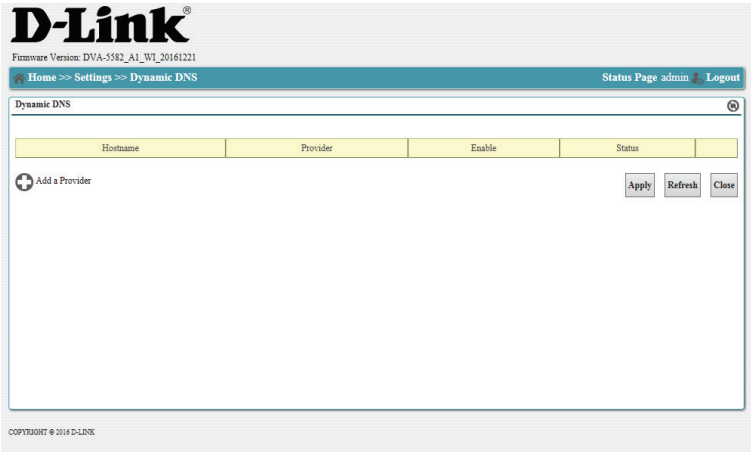 D-Link®
Firmware Version: DVA-5582_A1_WI_20161221
Home >> Settings >> Dynamic DNS Status Page admin Logout
Dynamic DNS
Hostname Provider Enable Status
Add a Provider Apply Refresh Close
COPYRIGHT © 2016 D-LINK